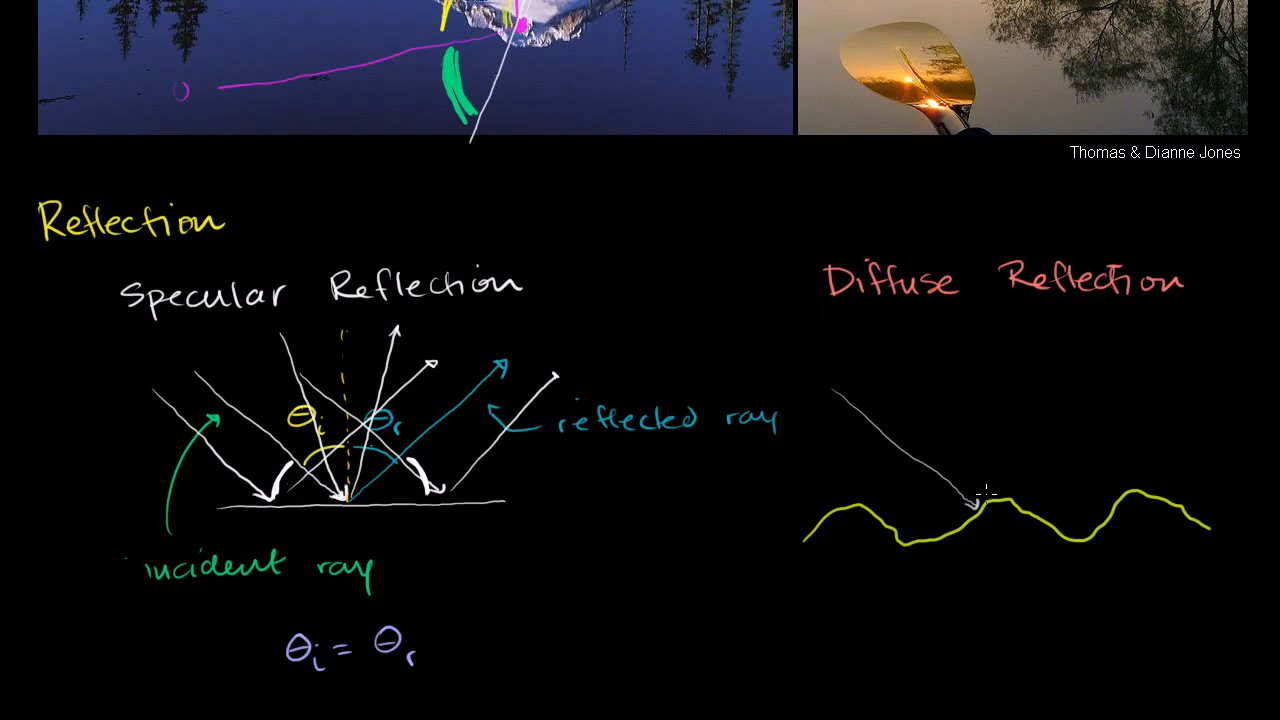 Thomas & Dianne Jones
Reflection
Specular Reflection
Diffuse Reflection
θi θr
reflected ray
incident ray
θi = θr